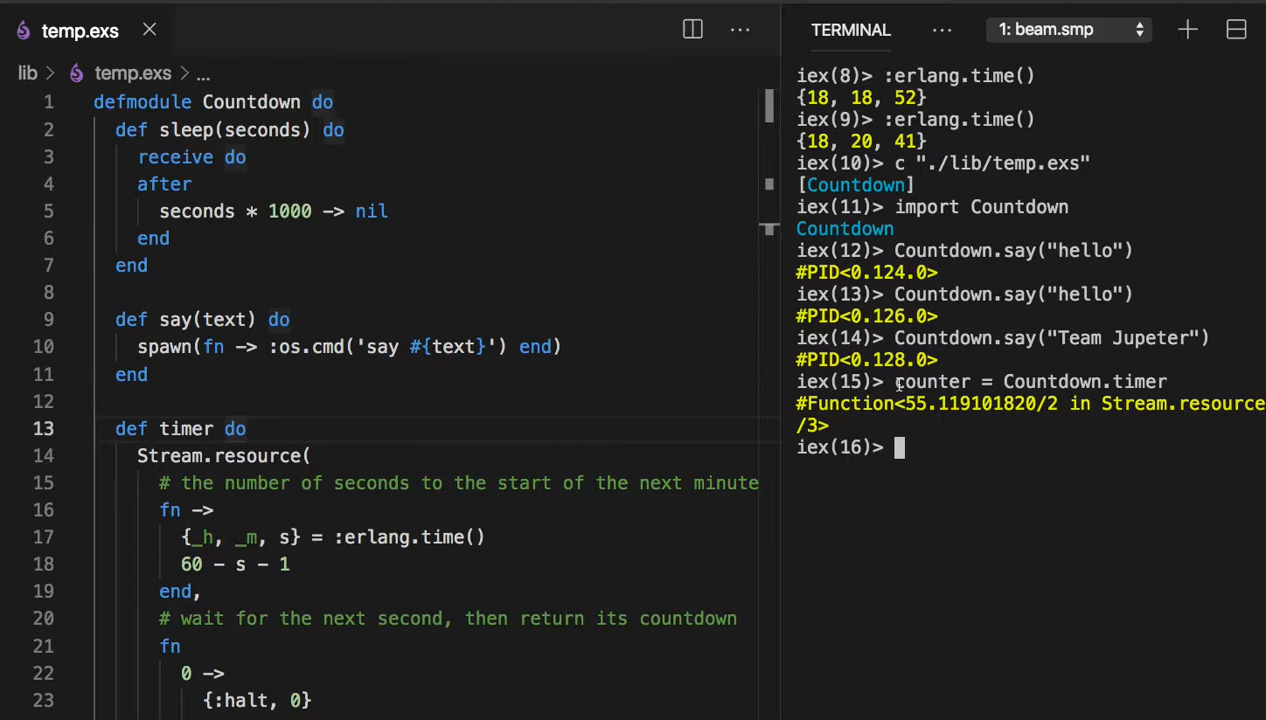 temp.exs
lib > temp.exs > ...
1 defmodule Countdown do
2 def sleep(seconds) do
3 receive do
4 after
5 seconds * 1000 -> nil
6 end
7 end
8
9 def say(text) do
10 spawn(fn -> :os.cmd('say #{text}') end)
11 end
12
13 def timer do
14 Stream.resource(
15 # the number of seconds to the start of the next minute
16 fn ->
17 {_h, _m, s} = :erlang.time()
18 60 - s - 1
19 end,
20 # wait for the next second, then return its countdown
21 fn
22 0 ->
23 {:halt, 0}
TERMINAL ... 1: beam.smp
iex(8)> :erlang.time()
{18, 18, 52}
iex(9)> :erlang.time()
{18, 20, 41}
iex(10)> c "./lib/temp.exs"
[Countdown]
iex(11)> import Countdown
Countdown
iex(12)> Countdown.say("hello")
#PID<0.124.0>
iex(13)> Countdown.say("hello")
#PID<0.126.0>
iex(14)> Countdown.say("Team Jupeter")
#PID<0.128.0>
iex(15)> counter = Countdown.timer
#Function<55.119101820/2 in Stream.resource
/3>
iex(16)>